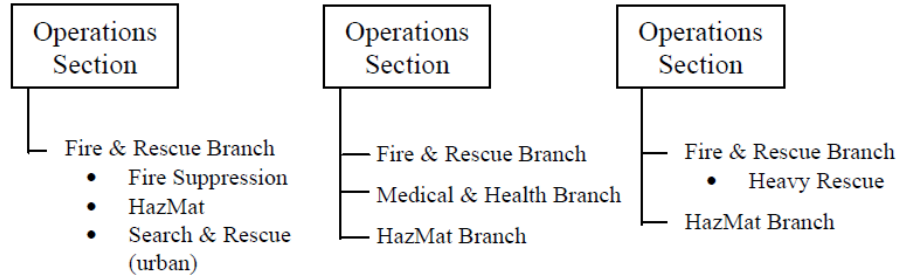 Operations
Section
Fire & Rescue Branch
• Fire Suppression
• HazMat
• Search & Rescue
(urban)
Operations
Section
Fire & Rescue Branch
Medical & Health Branch
HazMat Branch
Operations
Section
Fire & Rescue Branch
• Heavy Rescue
HazMat Branch